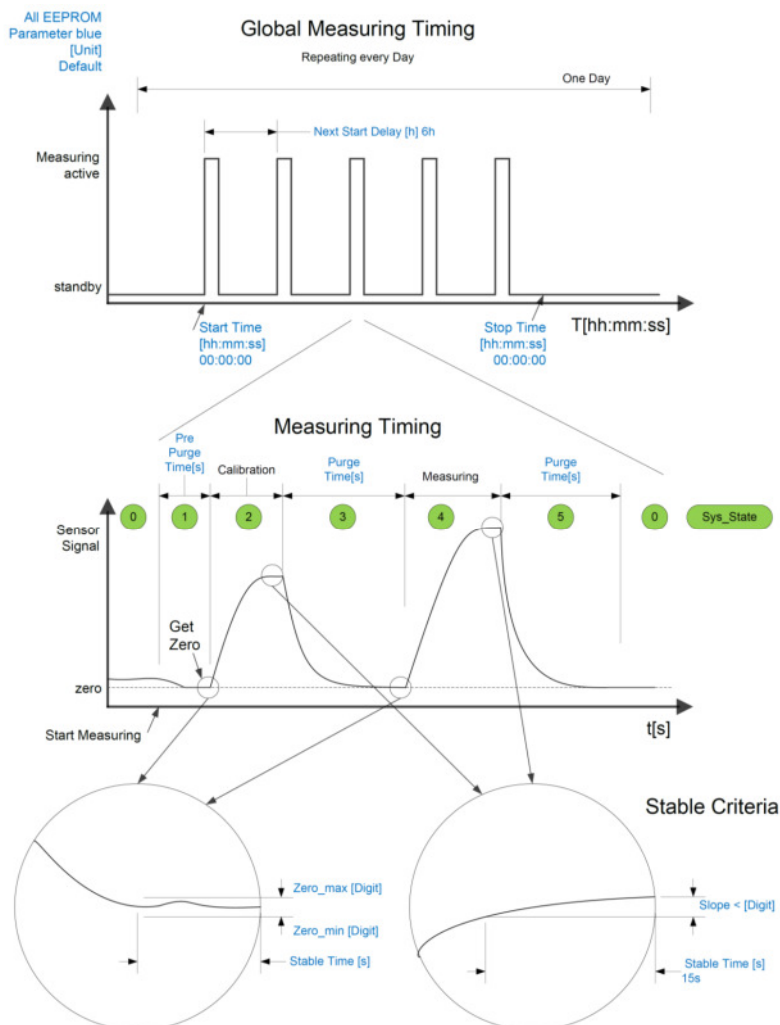 All EEPROM
Parameter blue
[Unit]
Default
Global Measuring Timing
Repeating every Day
One Day
Next Start Delay [h] 6h
Measuring
active
standby
Start Time
[hh:mm:ss]
00:00:00
Stop Time
[hh:mm:ss]
00:00:00
T[hh:mm:ss]
Measuring Timing
Pre
Purge
Time[s]
Calibration
Purge
Time[s]
Measuring
Purge
Time[s]
0
1
2
3
4
5
0
Sys_State
Sensor
Signal
Get
Zero
zero
Start Measuring
t[s]
Stable Criteria
Zero_max [Digit]
Zero_min [Digit]
Stable Time [s]
Slope < [Digit]
Stable Time [s]
15s